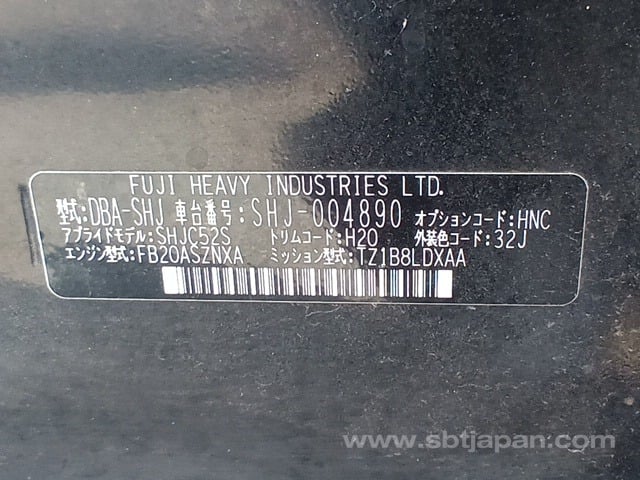 FUJI HEAVY INDUSTRIES LTD.
型式:DBA-SHJ 車台番号:SHJ-004890 オプションコード:HNC
アプライドモデル:SHJC52S トリムコード:H20 外装色コード:32J
エンジン型式:FB20ASZNXA ミッション型式:TZ1B8LDXAA
www.sbtjapan.com